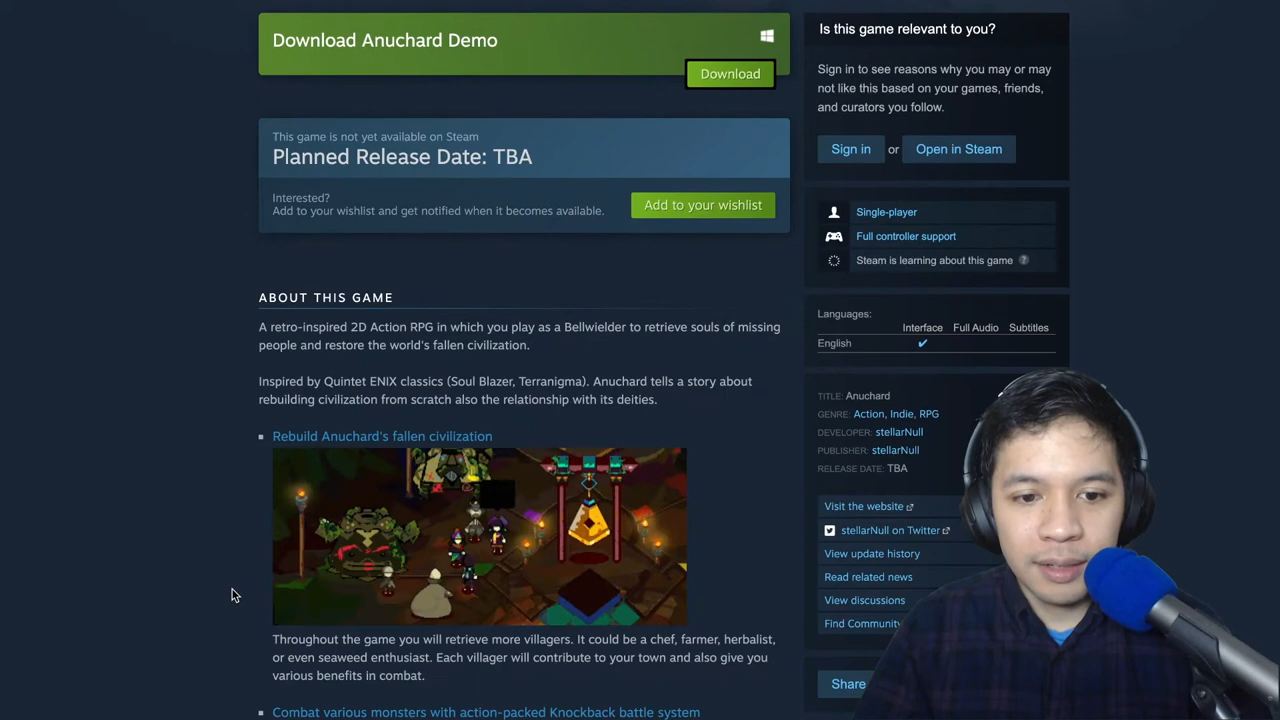 Download Anuchard Demo
Download
This game is not yet available on Steam
Planned Release Date: TBA
Interested?
Add to your wishlist and get notified when it becomes available.
Add to your wishlist
ABOUT THIS GAME
A retro-inspired 2D Action RPG in which you play as a Bellwielder to retrieve souls of missing
people and restore the world's fallen civilization.
Inspired by Quintet ENIX classics (Soul Blazer, Terranigma). Anuchard tells a story about
rebuilding civilization from scratch also the relationship with its deities.
Rebuild Anuchard's fallen civilization
Throughout the game you will retrieve more villagers. It could be a chef, farmer, herbalist,
or even seaweed enthusiast. Each villager will contribute to your town and also give you
various benefits in combat.
Combat various monsters with action-packed Knockback battle system
Is this game relevant to you?
Sign in to see reasons why you may or may
not like this based on your games, friends,
and curators you follow.
Sign in or Open in Steam
Single-player
Full controller support
Steam is learning about this game ?
Languages:
Interface Full Audio Subtitles
English ✔
TITLE: Anuchard
GENRE: Action, Indie, RPG
DEVELOPER: stellarNull
PUBLISHER: stellarNull
RELEASE DATE: TBA
Visit the website
stellarNull on Twitter
View update history
Read related news
View discussions
Find Community
Share